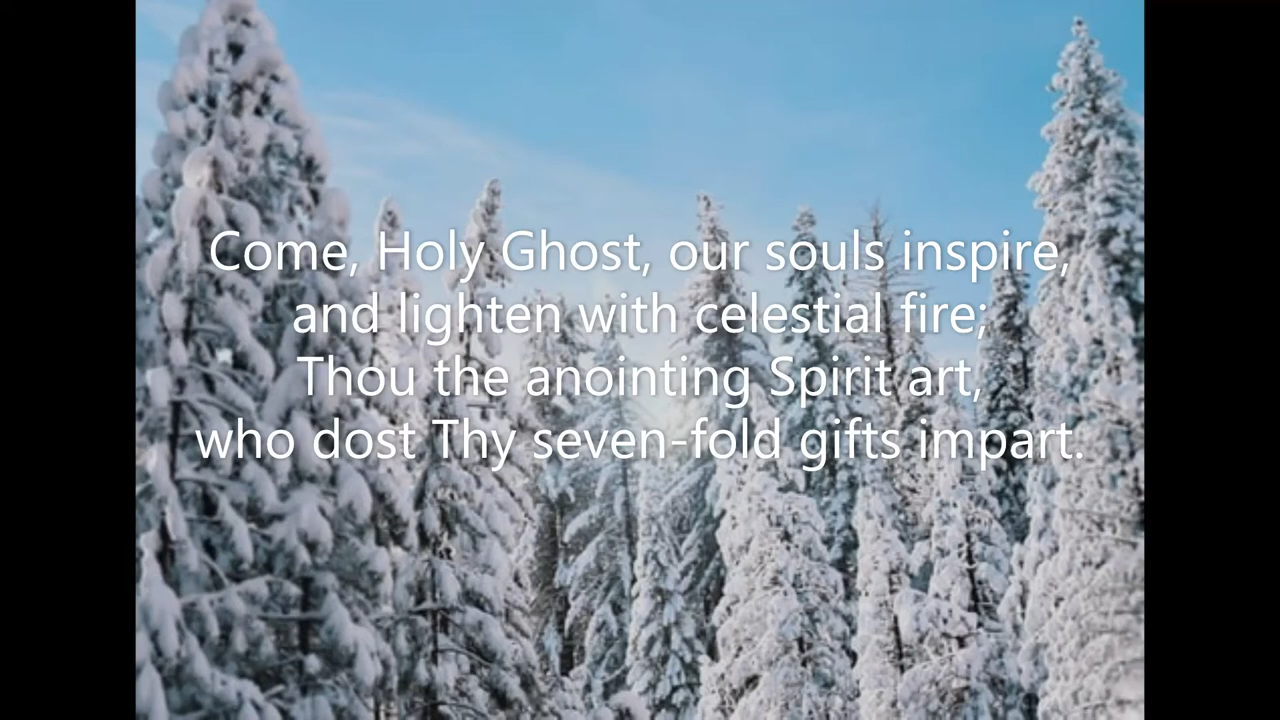 Come, Holy Ghost, our souls inspire,
and lighten with celestial fire;
Thou the anointing Spirit art,
who dost Thy seven-fold gifts impart.